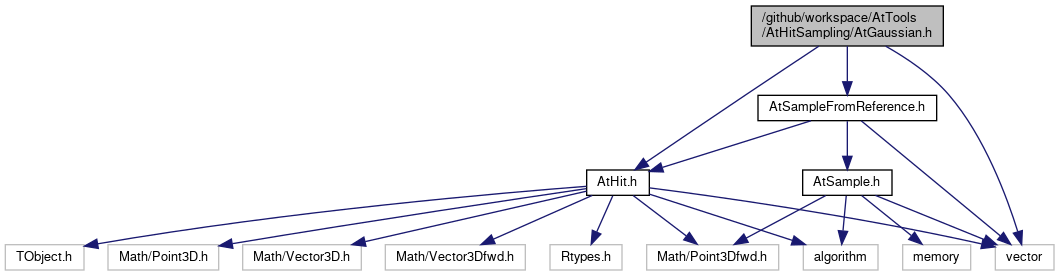 /github/workspace/AtTools
/AtHitSampling/AtGaussian.h
AtSampleFromReference.h
AtHit.h
AtSample.h
TObject.h
Math/Point3D.h
Math/Vector3D.h
Math/Vector3Dfwd.h
Rtypes.h
Math/Point3Dfwd.h
algorithm
memory
vector